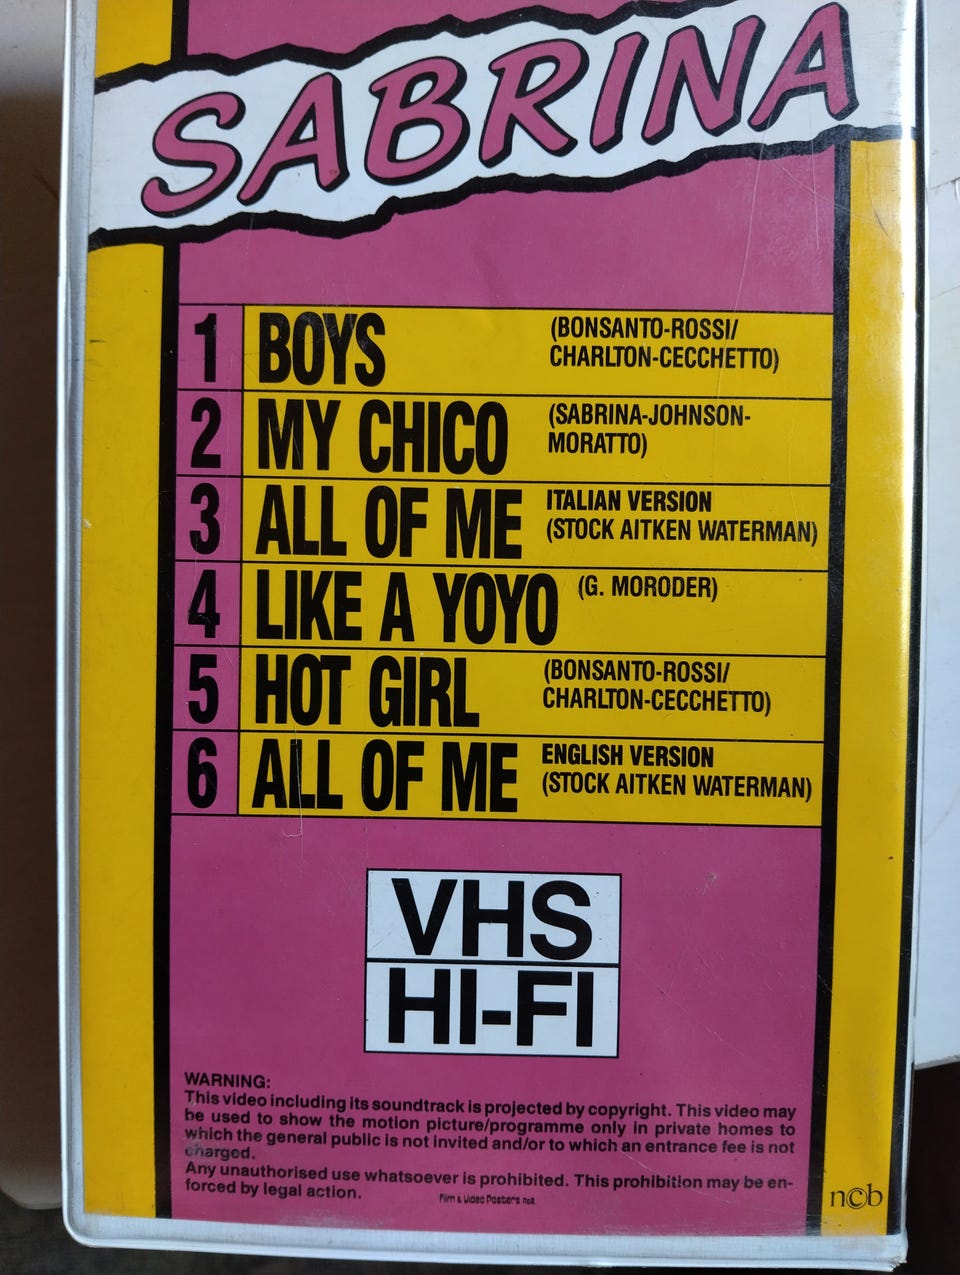 SABRINA
1 BOYS (BONSANTO-ROSSI/
CHARLTON-CECCHETTO)
2 MY CHICO (SABRINA-JOHNSON-
MORATTO)
3 ALL OF ME ITALIAN VERSION
(STOCK AITKEN WATERMAN)
4 LIKE A YOYO (G. MORODER)
5 HOT GIRL (BONSANTO-ROSSI/
CHARLTON-CECCHETTO)
6 ALL OF ME ENGLISH VERSION
(STOCK AITKEN WATERMAN)
VHS
HI-FI
WARNING:
This video including its soundtrack is projected by copyright. This video may
be used to show the motion picture/programme only in private homes to
which the general public is not invited and/or to which an entrance fee is not
charged.
Any unauthorised use whatsoever is prohibited. This prohibition may be en-
forced by legal action.
Film & Video Posters
n©b